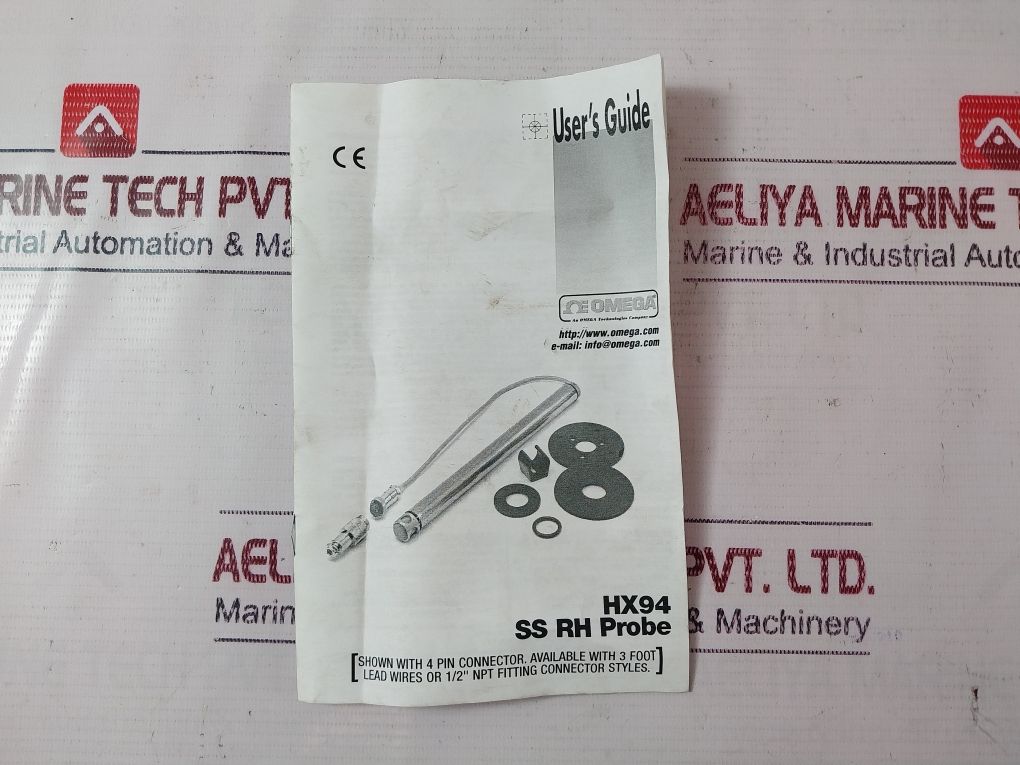 User's Guide
CE
ΩE OMEGA
An OMEGA Technologies Company
http://www.omega.com
e-mail: info@omega.com
HX94
SS RH Probe
[SHOWN WITH 4 PIN CONNECTOR. AVAILABLE WITH 3 FOOT
LEAD WIRES OR 1/2" NPT FITTING CONNECTOR STYLES.]
RINE TECH PVT
trial Automation & Ma
AELIYA MARINE T
Marine & Industrial Auto
AEL
PVT. LTD.
Marin
& Machinery